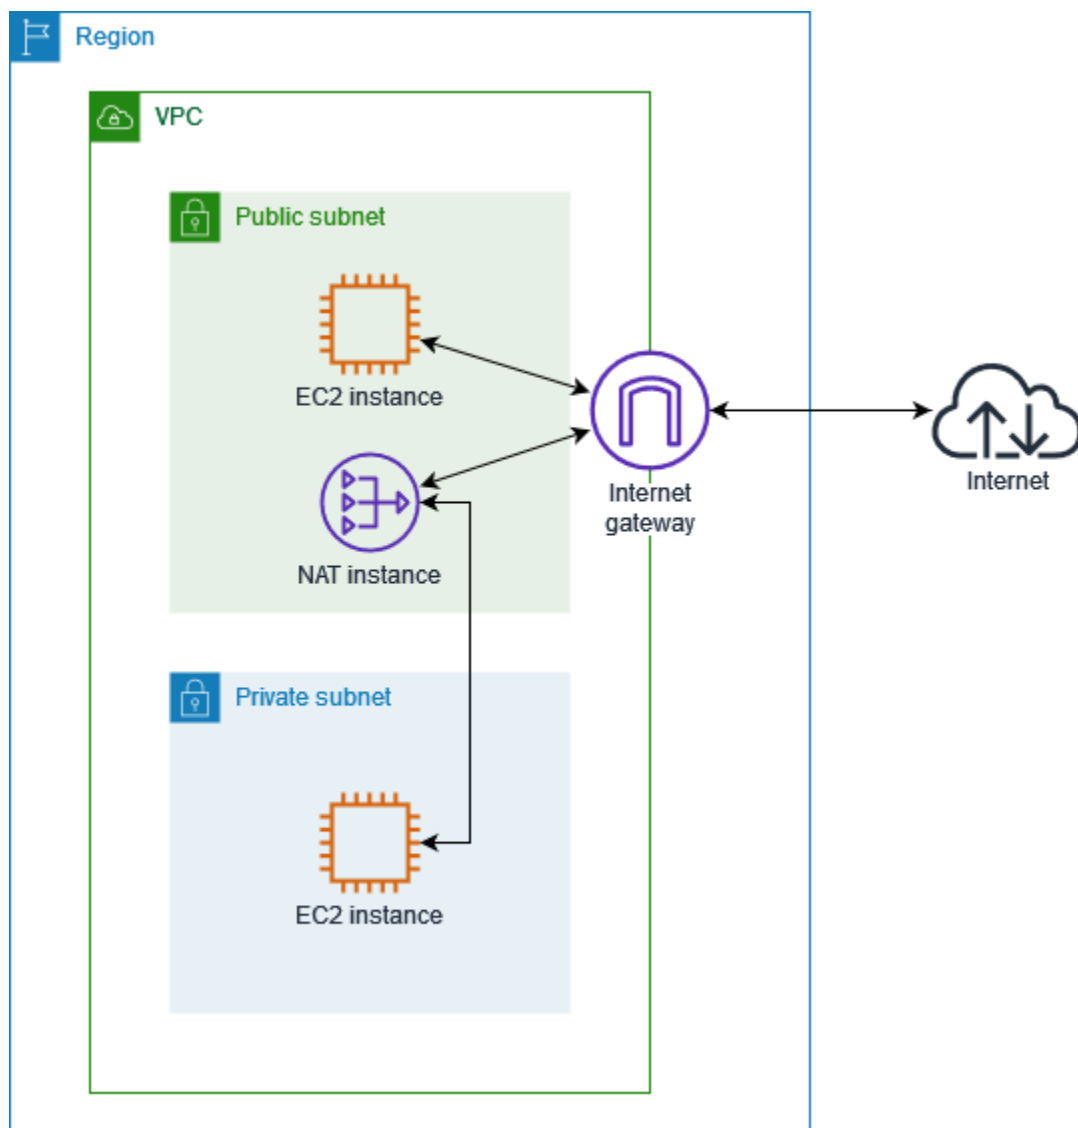 Region
VPC
Public subnet
EC2 instance
NAT instance
Internet
gateway
Internet
Private subnet
EC2 instance